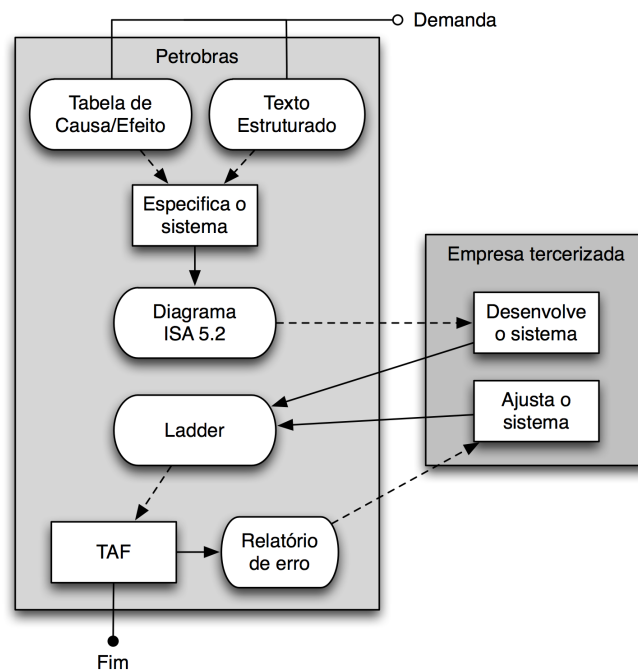 Demanda
Petrobras
Tabela de
Causa/Efeito
Texto
Estruturado
Especifica o
sistema
Empresa tercerizada
Diagrama
ISA 5.2
Desenvolve
o sistema
Ladder
Ajusta o
sistema
TAF
Relatório
de erro
Fim